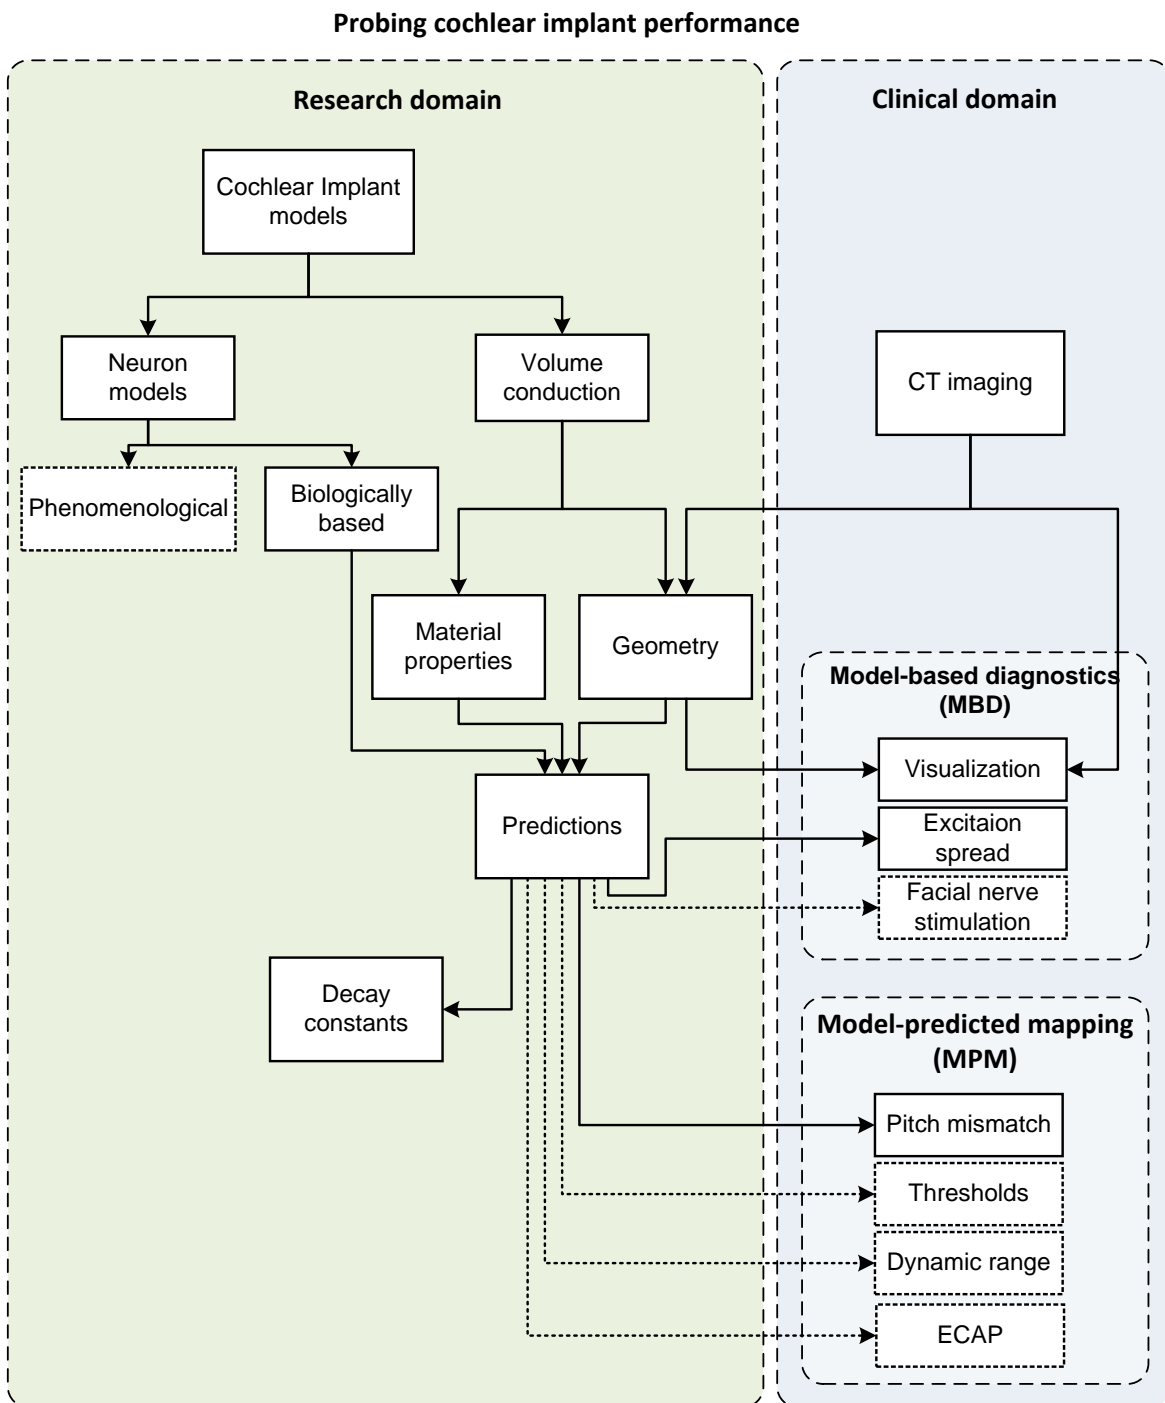 Probing cochlear implant performance
Research domain
Clinical domain
Cochlear Implant
models
Neuron
models
Volume
conduction
CT imaging
Phenomenological
Biologically
based
Material
properties
Geometry
Model-based diagnostics
(MBD)
Visualization
Predictions
Excitaion
spread
Facial nerve
stimulation
Decay
constants
Model-predicted mapping
(MPM)
Pitch mismatch
Thresholds
Dynamic range
ECAP